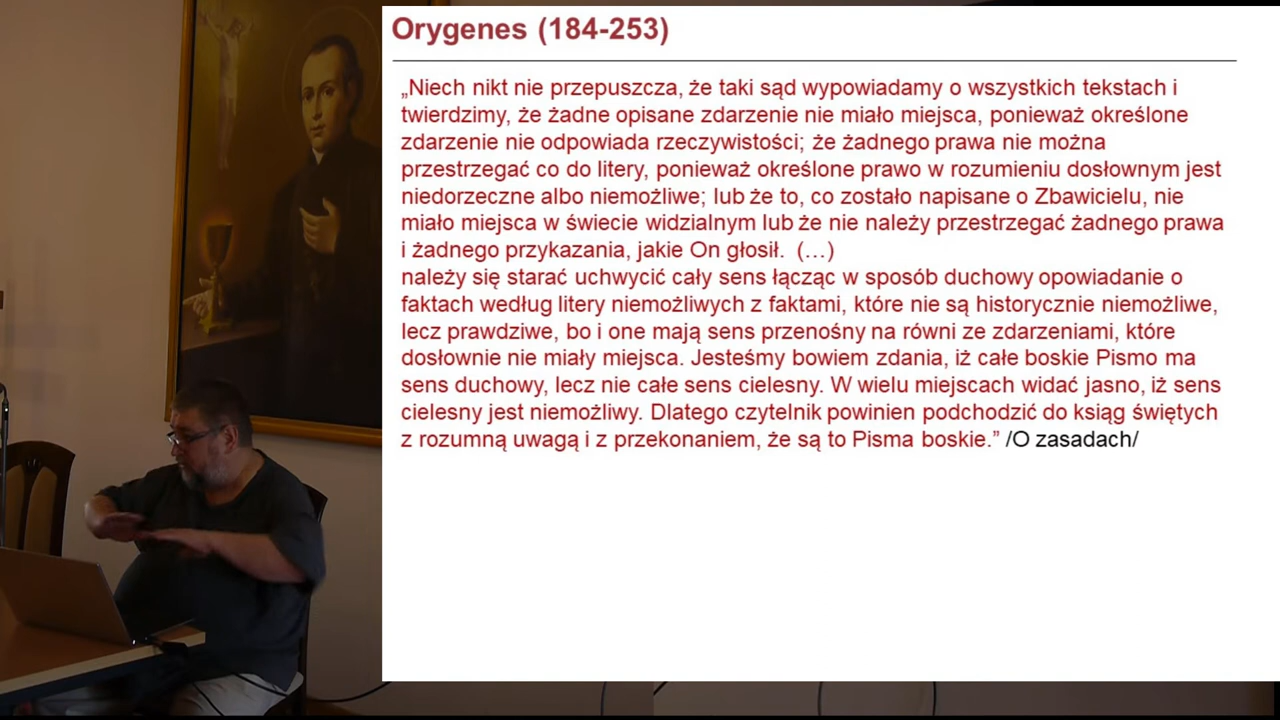 Orygenes (184-253)
„Niech nikt nie przepuszcza, że taki sąd wypowiadamy o wszystkich tekstach i
twierdzimy, że żadne opisane zdarzenie nie miało miejsca, ponieważ określone
zdarzenie nie odpowiada rzeczywistości; że żadnego prawa nie można
przestrzegać co do litery, ponieważ określone prawo w rozumieniu dosłownym jest
niedorzeczne albo niemożliwe; lub że to, co zostało napisane o Zbawicielu, nie
miało miejsca w świecie widzialnym lub że nie należy przestrzegać żadnego prawa
i żadnego przykazania, jakie On głosił. (…)
należy się starać uchwycić cały sens łącząc w sposób duchowy opowiadanie o
faktach według litery niemożliwych z faktami, które nie są historycznie niemożliwe,
lecz prawdziwe, bo i one mają sens przenośny na równi ze zdarzeniami, które
dosłownie nie miały miejsca. Jesteśmy bowiem zdania, iż całe boskie Pismo ma
sens duchowy, lecz nie całe sens cielesny. W wielu miejscach widać jasno, iż sens
cielesny jest niemożliwy. Dlatego czytelnik powinien podchodzić do ksiąg świętych
z rozumną uwagą i z przekonaniem, że są to Pisma boskie.” /O zasadach/